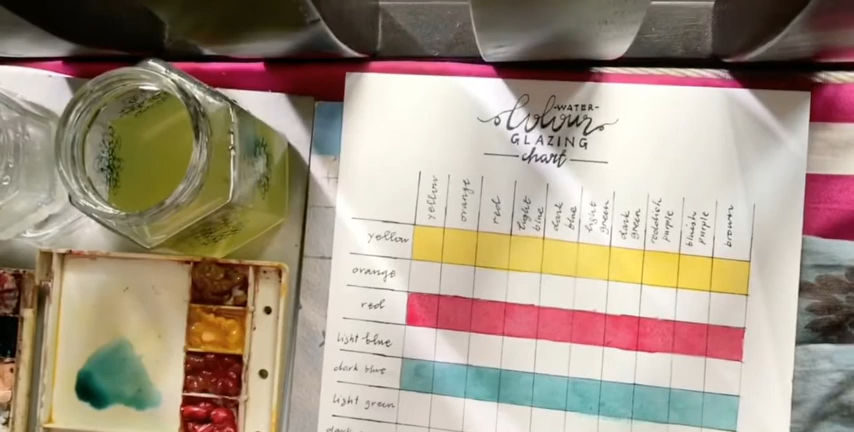 WATER-
Colour
GLAZING
chart
yellow
orange
red
light blue
dark blue
light green
dark green
reddish purple
bluish purple
brown
yellow
orange
red
light blue
dark blue
light green